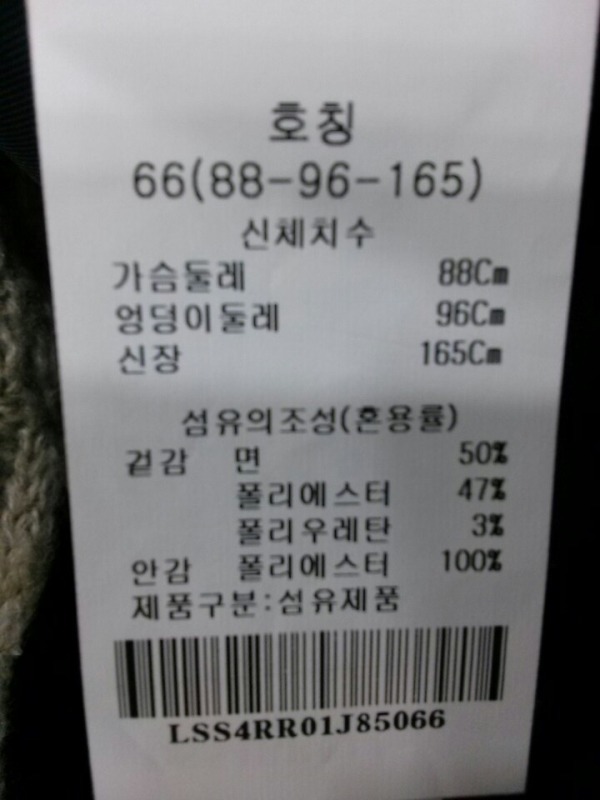 호칭
66(88-96-165)
신체치수
가슴둘레 88Cm
엉덩이둘레 96Cm
신장 165Cm
섬유의조성(혼용률)
겉감 면 50%
폴리에스터 47%
폴리우레탄 3%
안감 폴리에스터 100%
제품구분:섬유제품
LSS4RR01J85066